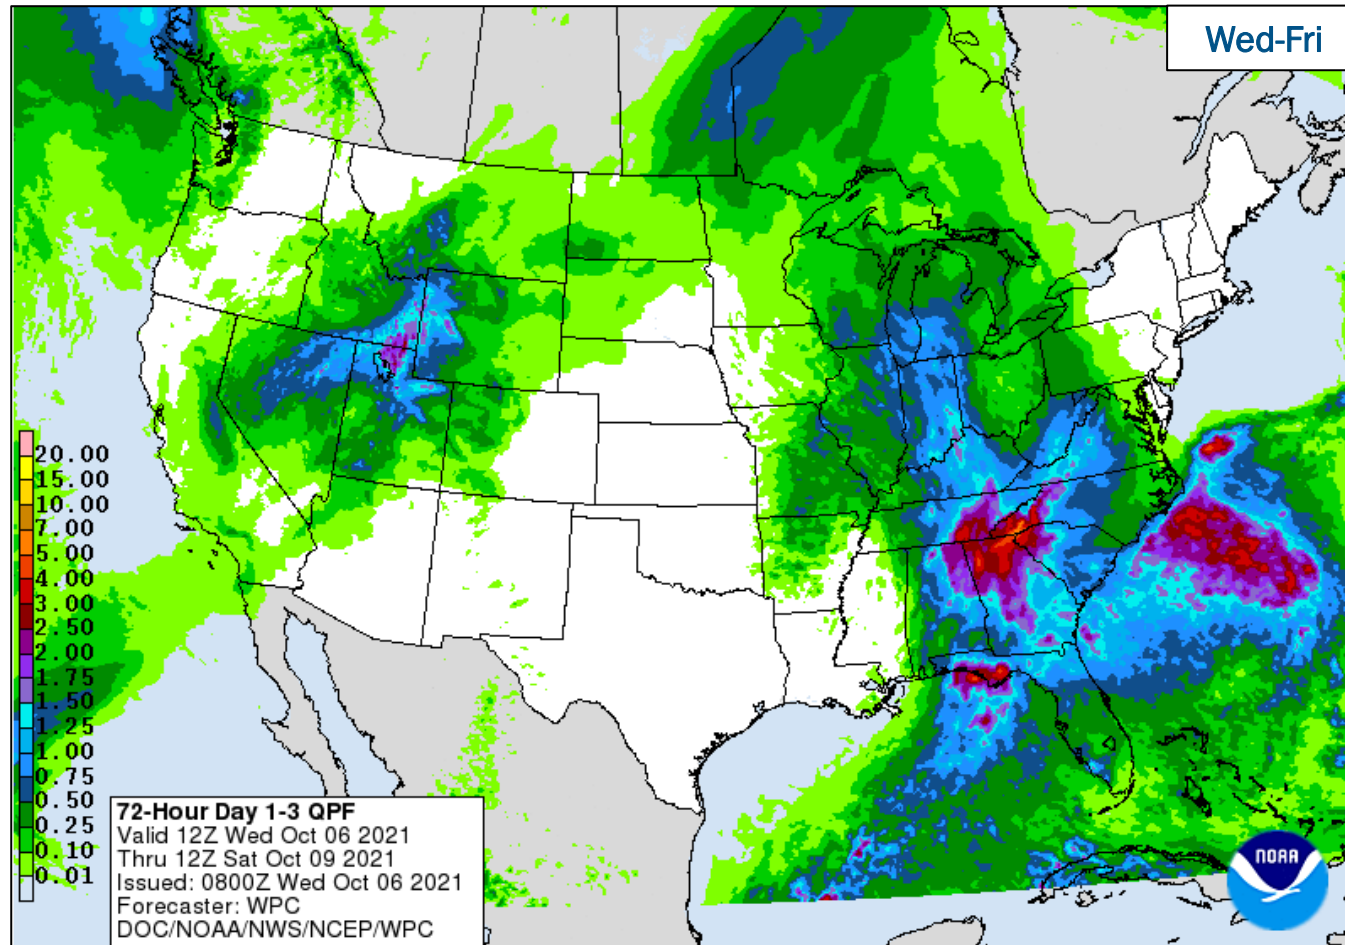 Wed-Fri
20.00
15.00
10.00
7.00
5.00
4.00
3.00
2.50
2.00
1.75
1.50
1.25
1.00
0.75
0.50
0.25
0.10
0.01
72-Hour Day 1-3 QPF
Valid 12Z Wed Oct 06 2021
Thru 12Z Sat Oct 09 2021
Issued: 0800Z Wed Oct 06 2021
Forecaster: WPC
DOC/NOAA/NWS/NCEP/WPC
NOAA